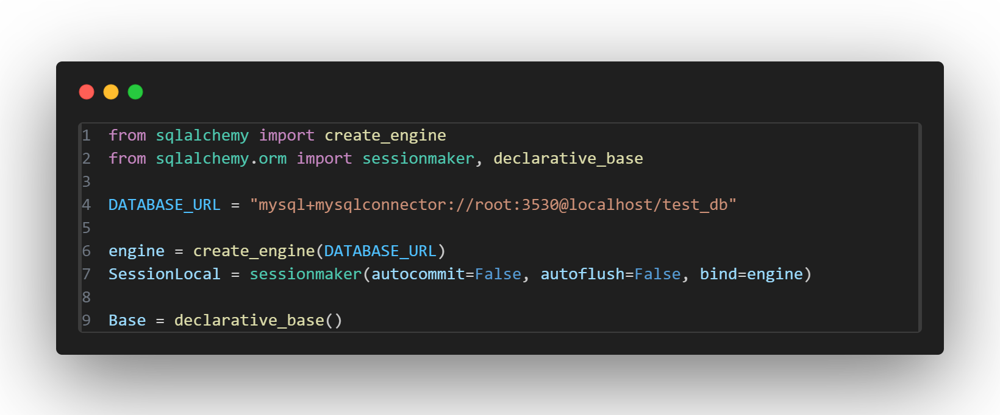 1 from sqlalchemy import create_engine
2 from sqlalchemy.orm import sessionmaker, declarative_base
3
4 DATABASE_URL = "mysql+mysqlconnector://root:3530@localhost/test_db"
5
6 engine = create_engine(DATABASE_URL)
7 SessionLocal = sessionmaker(autocommit=False, autoflush=False, bind=engine)
8
9 Base = declarative_base()